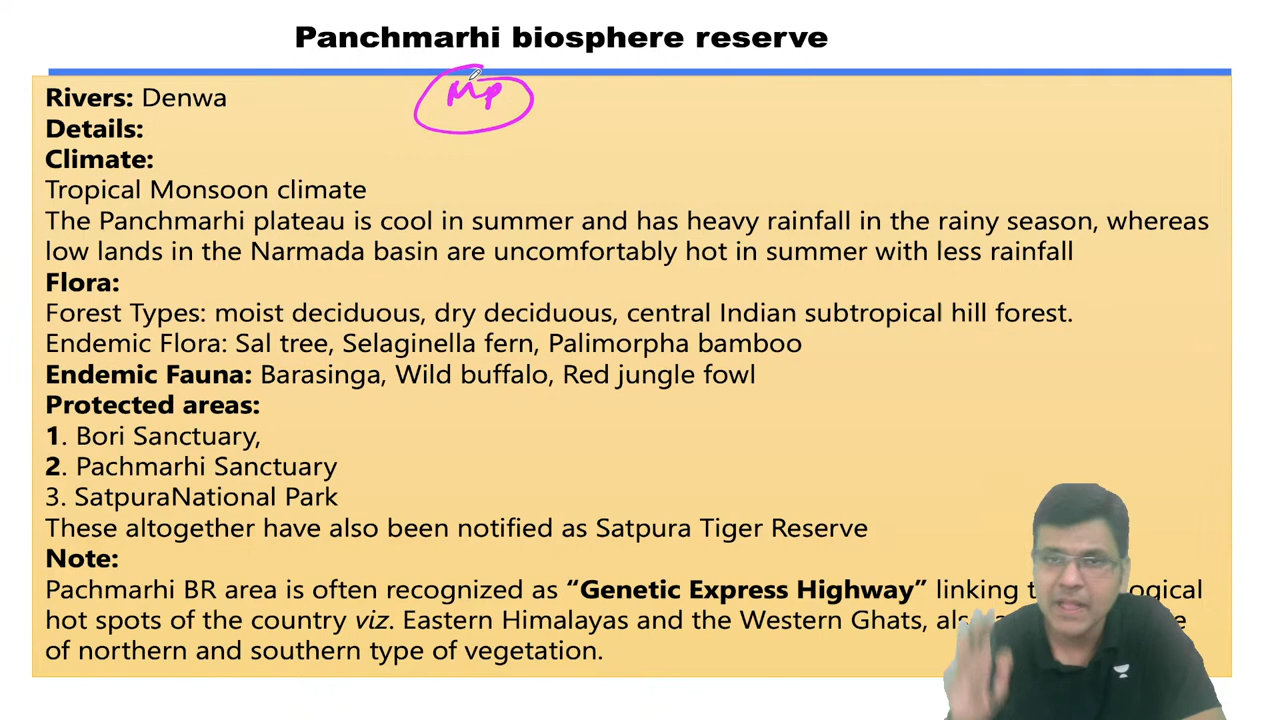 Panchmarhi biosphere reserve
MP
Rivers: Denwa
Details:
Climate:
Tropical Monsoon climate
The Panchmarhi plateau is cool in summer and has heavy rainfall in the rainy season, whereas
low lands in the Narmada basin are uncomfortably hot in summer with less rainfall
Flora:
Forest Types: moist deciduous, dry deciduous, central Indian subtropical hill forest.
Endemic Flora: Sal tree, Selaginella fern, Palimorpha bamboo
Endemic Fauna: Barasinga, Wild buffalo, Red jungle fowl
Protected areas:
1. Bori Sanctuary,
2. Pachmarhi Sanctuary
3. SatpuraNational Park
These altogether have also been notified as Satpura Tiger Reserve
Note:
Pachmarhi BR area is often recognized as “Genetic Express Highway” linking
hot spots of the country viz. Eastern Himalayas and the Western Ghats,
of northern and southern type of vegetation.